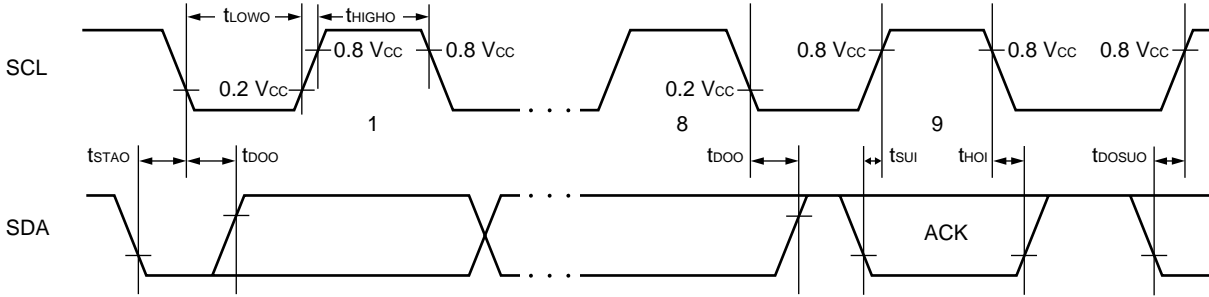 tLOWO tHIGHO
SCL 0.8 VCC 0.8 VCC 0.8 VCC 0.8 VCC 0.8 VCC
0.2 VCC 0.2 VCC
1 8 9
tSTAO tDOO tDOO tSUI tHOI tDOSUO
SDA ACK